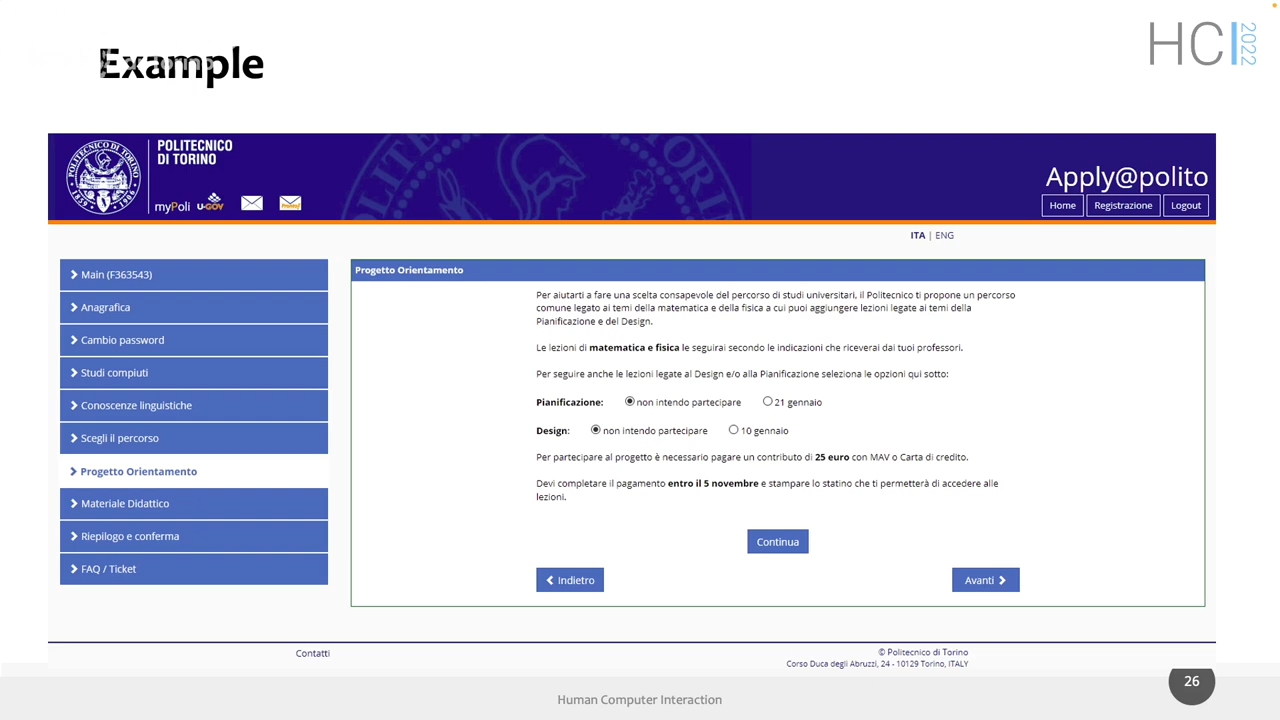 Example
HCI 2022
POLITECNICO
DI TORINO
myPoli U-GOV
Apply@polito
Home Registrazione Logout
ITA | ENG
Main (F363543)
Anagrafica
Cambio password
Studi compiuti
Conoscenze linguistiche
Scegli il percorso
Progetto Orientamento
Materiale Didattico
Riepilogo e conferma
FAQ / Ticket
Progetto Orientamento
Per aiutarti a fare una scelta consapevole del percorso di studi universitari, il Politecnico ti propone un percorso
comune legato ai temi della matematica e della fisica a cui puoi aggiungere lezioni legate ai temi della
Pianificazione e del Design.
Le lezioni di matematica e fisica le seguirai secondo le indicazioni che riceverai dai tuoi professori.
Per seguire anche le lezioni legate al Design e/o alla Pianificazione seleziona le opzioni qui sotto:
Pianificazione: non intendo partecipare 21 gennaio
Design: non intendo partecipare 10 gennaio
Per partecipare al progetto è necessario pagare un contributo di 25 euro con MAV o Carta di credito.
Devi completare il pagamento entro il 5 novembre e stampare lo statino che ti permetterà di accedere alle
lezioni.
Continua
Indietro
Avanti
Contatti
© Politecnico di Torino
Corso Duca degli Abruzzi, 24 - 10129 Torino, ITALY
Human Computer Interaction
26